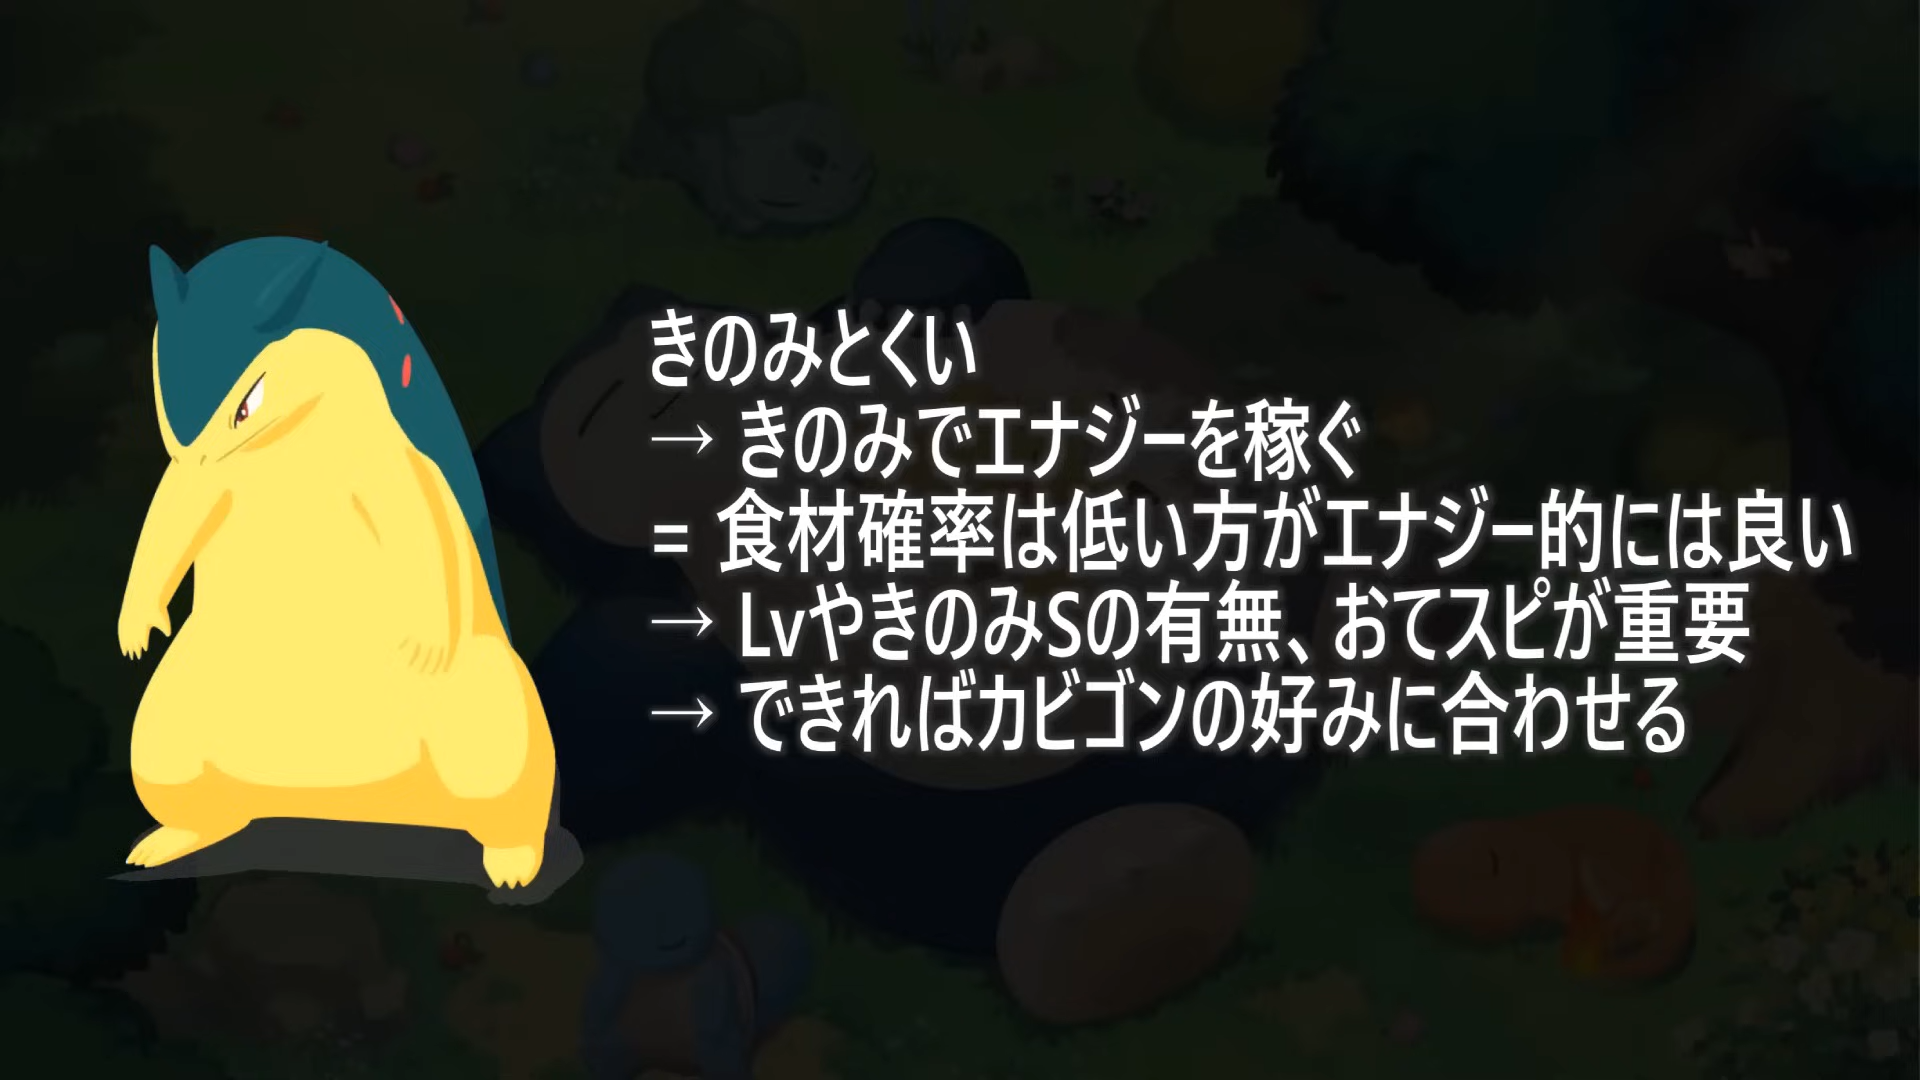 きのみとくい
→ きのみでエナジーを稼ぐ
= 食材確率は低い方がエナジー的には良い
→ LvやきのみSの有無、おてスピが重要
→ できればカビゴンの好みに合わせる